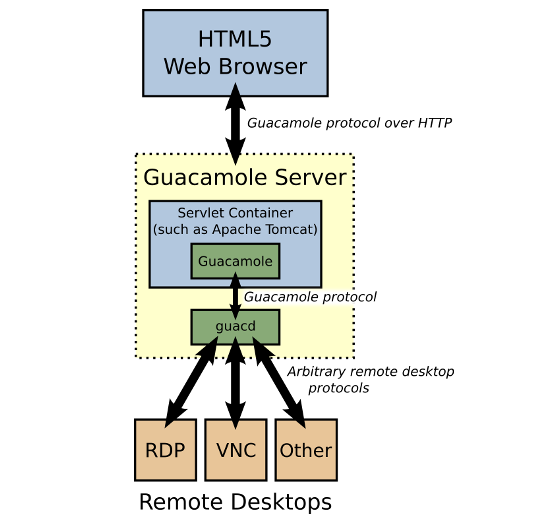 HTML5
Web Browser
Guacamole protocol over HTTP
Guacamole Server
Servlet Container
(such as Apache Tomcat)
Guacamole
Guacamole protocol
guacd
Arbitrary remote desktop
protocols
RDP
VNC
Other
Remote Desktops